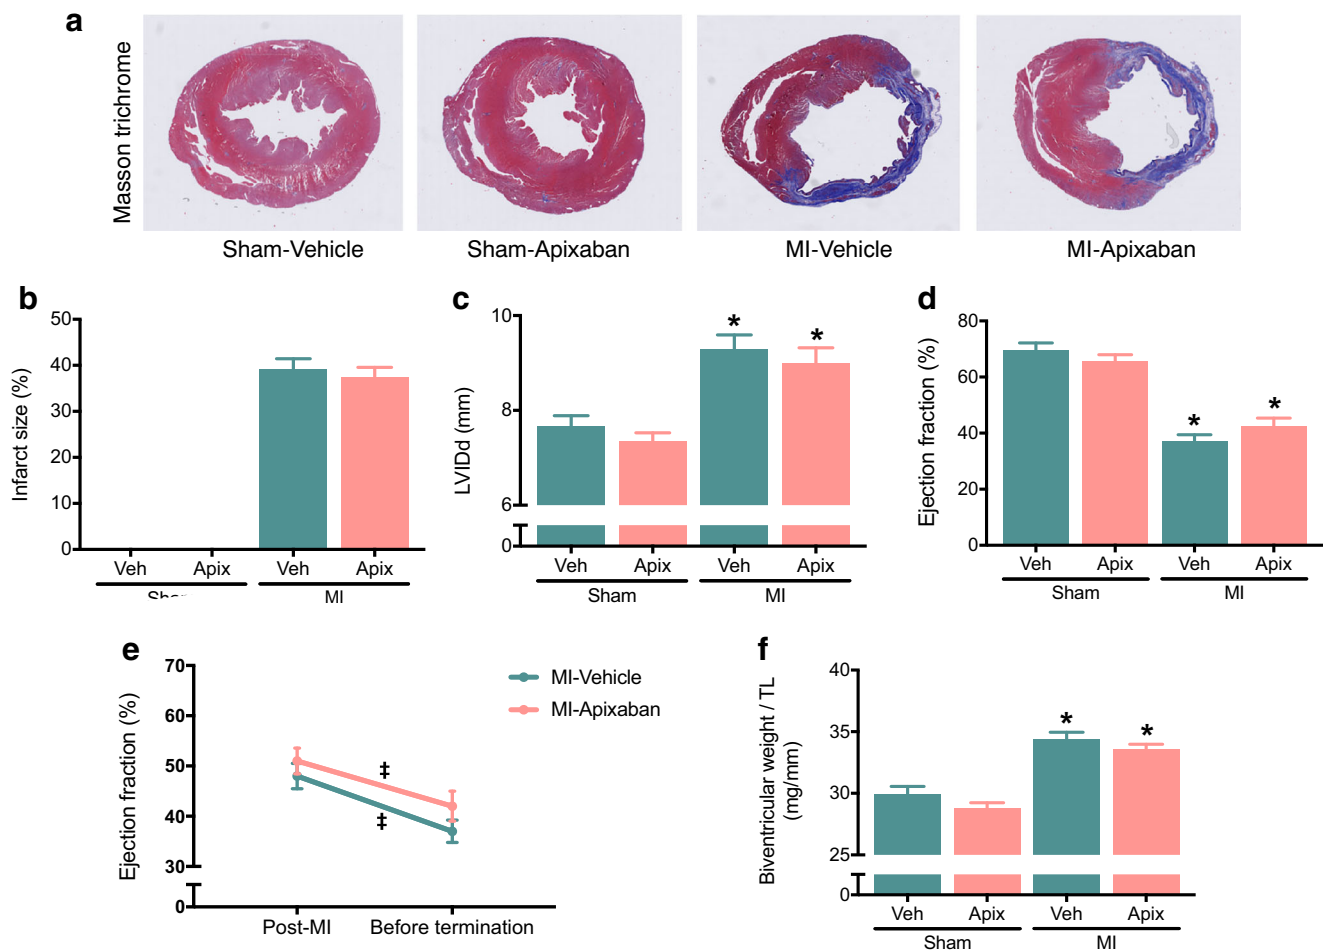 a
Masson trichrome
Sham-Vehicle
Sham-Apixaban
MI-Vehicle
MI-Apixaban
b
Infarct size (%)
50
40
30
20
10
0
Veh
Apix
Veh
Apix
MI
c
LVIDd (mm)
10
8
6
0
*
*
Veh
Apix
Veh
Apix
Sham
MI
d
Ejection fraction (%)
80
60
40
20
0
*
*
Veh
Apix
Veh
Apix
Sham
MI
e
Ejection fraction (%)
70
60
50
40
30
0
‡
‡
Post-MI
Before termination
MI-Vehicle
MI-Apixaban
f
Biventricular weight / TL
(mg/mm)
40
35
30
25
0
*
*
Veh
Apix
Veh
Apix
Sham
MI